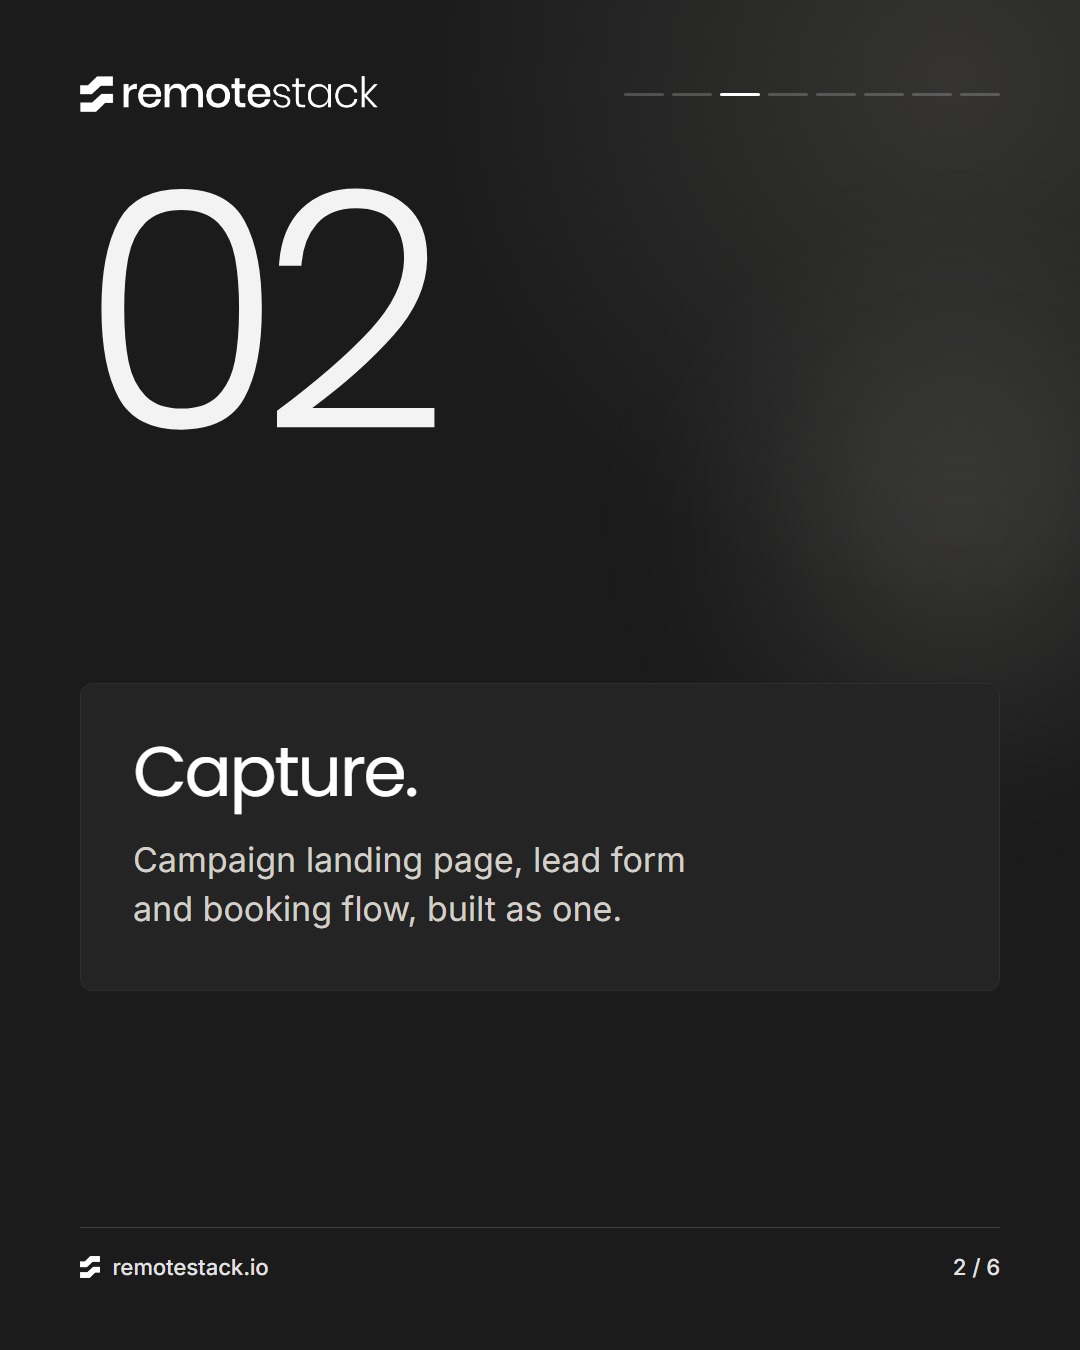 remotestack
02
Capture.
Campaign landing page, lead form
and booking flow, built as one.
remotestack.io
2 / 6